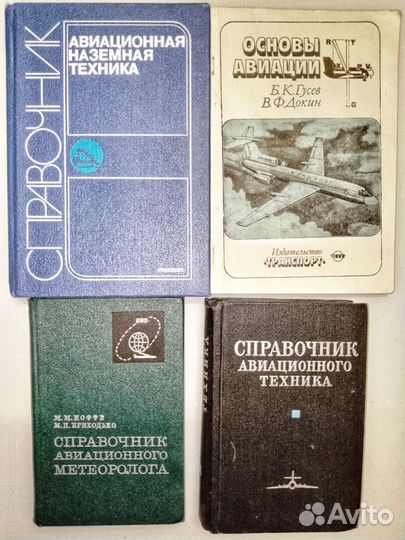 СПРАВОЧНИК
АВИАЦИОННАЯ
НАЗЕМНАЯ
ТЕХНИКА
ОСНОВЫ
АВИАЦИИ
R
T
Y
G
Б.К.Гусев
В.Ф.Докин
Издательство
"ТРАНСПОРТ"
М. М. ИОФФЕ
М. П. ПРИХОДЬКО
СПРАВОЧНИК
АВИАЦИОННОГО
МЕТЕОРОЛОГА
ТЕХНИКА
СПРАВОЧНИК
АВИАЦИОННОГО
ТЕХНИКА
Avito